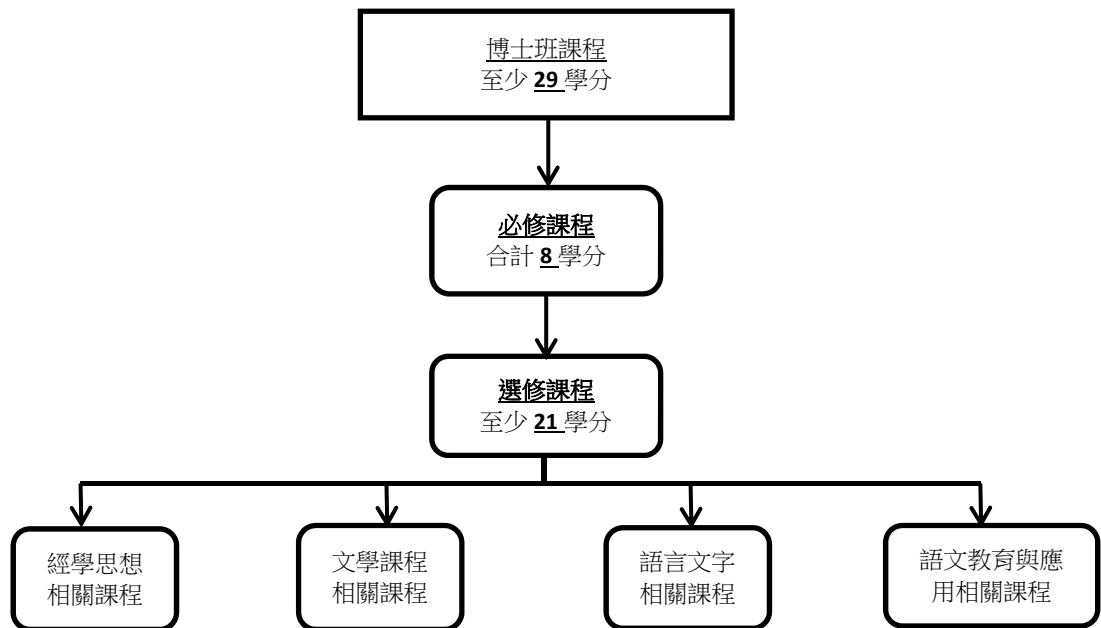 博士班課程
至少 29 學分
必修課程
合計 8 學分
選修課程
至少 21 學分
經學思想
相關課程
文學課程
相關課程
語言文字
相關課程
語文教育與應
用相關課程